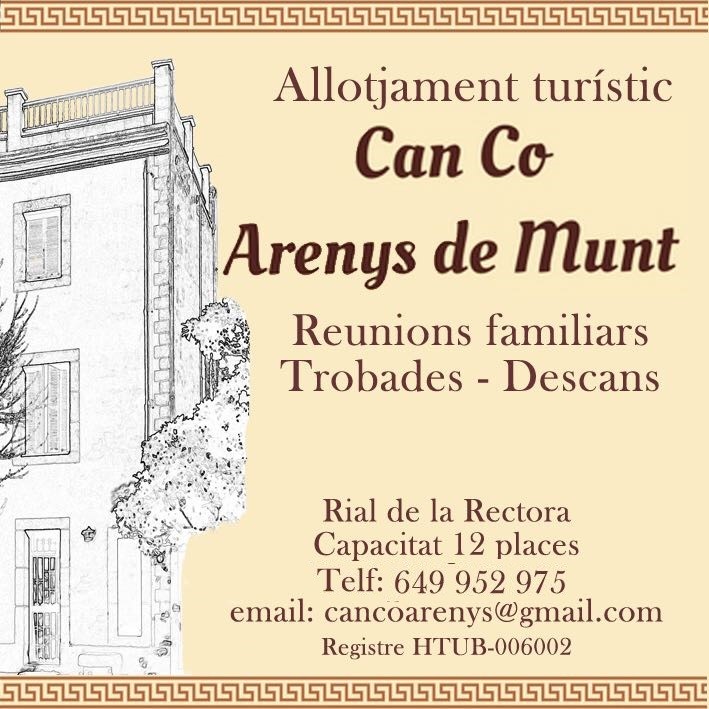 Allotjament turístic
Can Co
Arenys de Munt
Reunions familiars
Trobades - Descans
Rial de la Rectora
Capacitat 12 places
Telf: 649 952 975
email: cancoarenys@gmail.com
Registre HTUB-006002